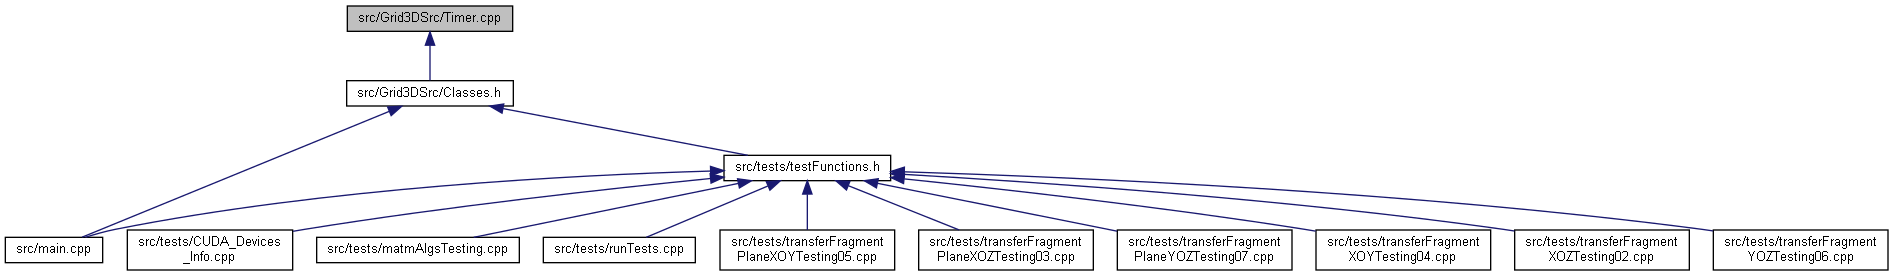 src/Grid3DSrc/Timer.cpp
src/Grid3DSrc/Classes.h
src/tests/testFunctions.h
src/main.cpp
src/tests/CUDA_Devices
_Info.cpp
src/tests/matmAlgsTesting.cpp
src/tests/runTests.cpp
src/tests/transferFragment
PlaneXOYTesting05.cpp
src/tests/transferFragment
PlaneXOZTesting03.cpp
src/tests/transferFragment
PlaneYOZTesting07.cpp
src/tests/transferFragment
XOYTesting04.cpp
src/tests/transferFragment
XOZTesting02.cpp
src/tests/transferFragment
YOZTesting06.cpp